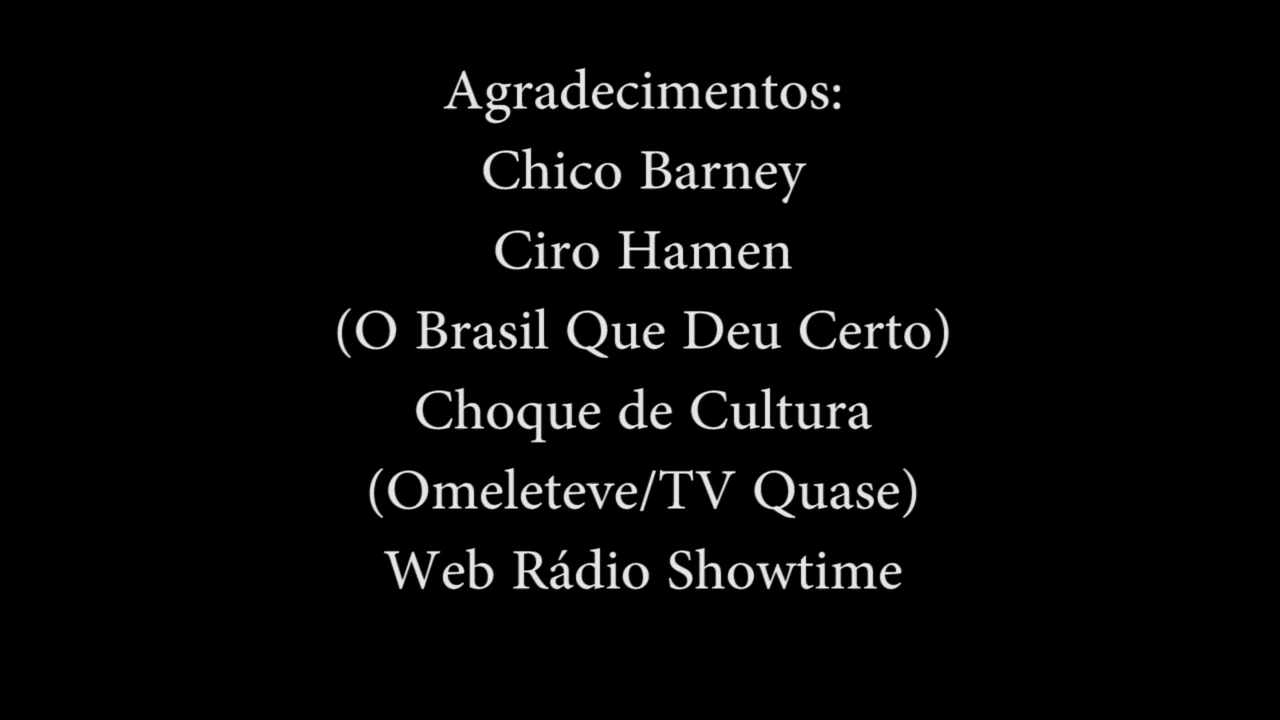 Agradecimentos:
Chico Barney
Ciro Hamen
(O Brasil Que Deu Certo)
Choque de Cultura
(Omeleteve/TV Quase)
Web Rádio Showtime